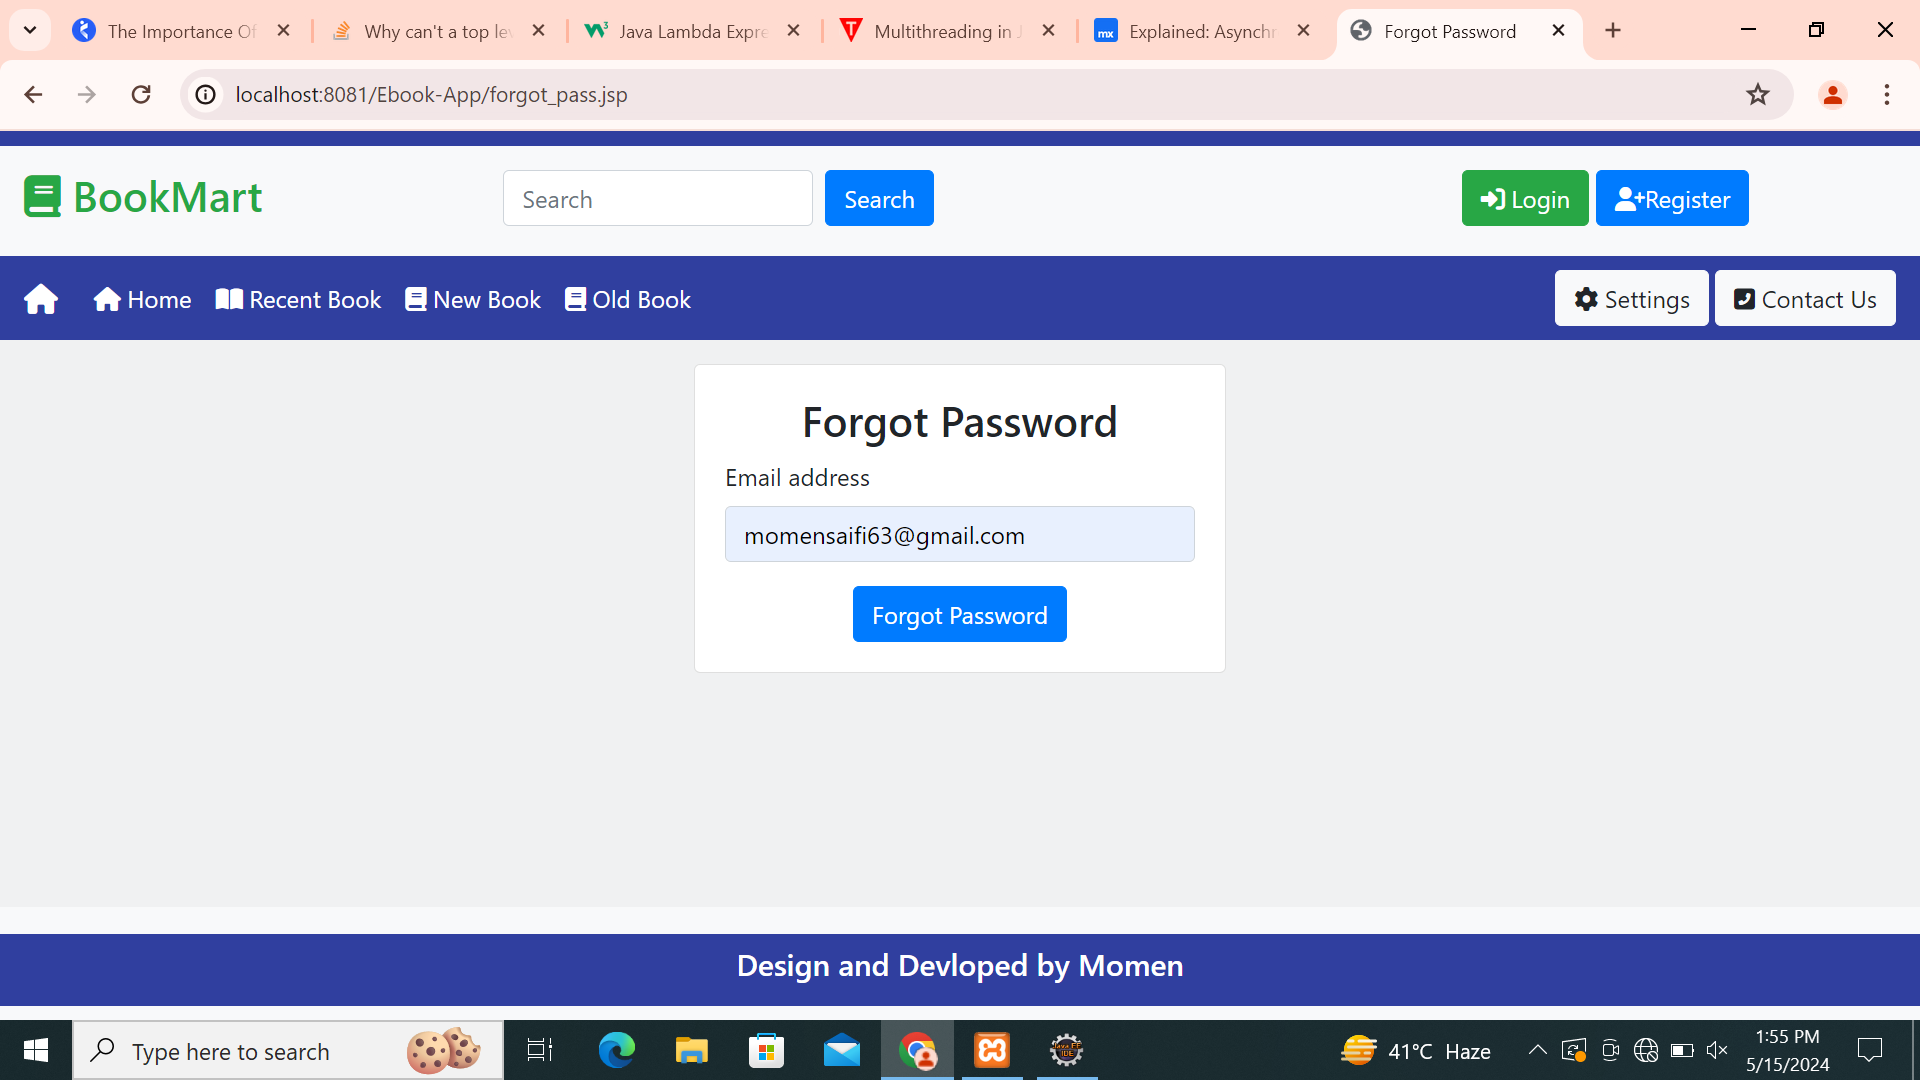 The Importance Of
Why can't a top lev
Java Lambda Expre
Multithreading in J
Explained: Asynchr
Forgot Password
localhost:8081/Ebook-App/forgot_pass.jsp
BookMart
Search
Search
Login
Register
Home
Recent Book
New Book
Old Book
Settings
Contact Us
Forgot Password
Email address
momensaifi63@gmail.com
Forgot Password
Design and Devloped by Momen
Type here to search
41°C Haze
1:55 PM
5/15/2024